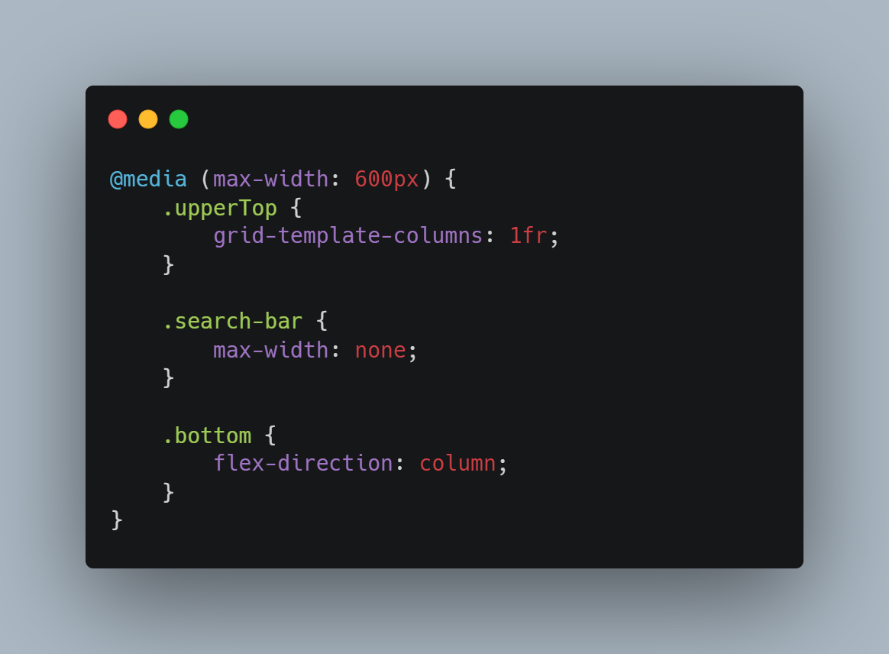 @media (max-width: 600px) {
    .upperTop {
        grid-template-columns: 1fr;
    }

    .search-bar {
        max-width: none;
    }

    .bottom {
        flex-direction: column;
    }
}